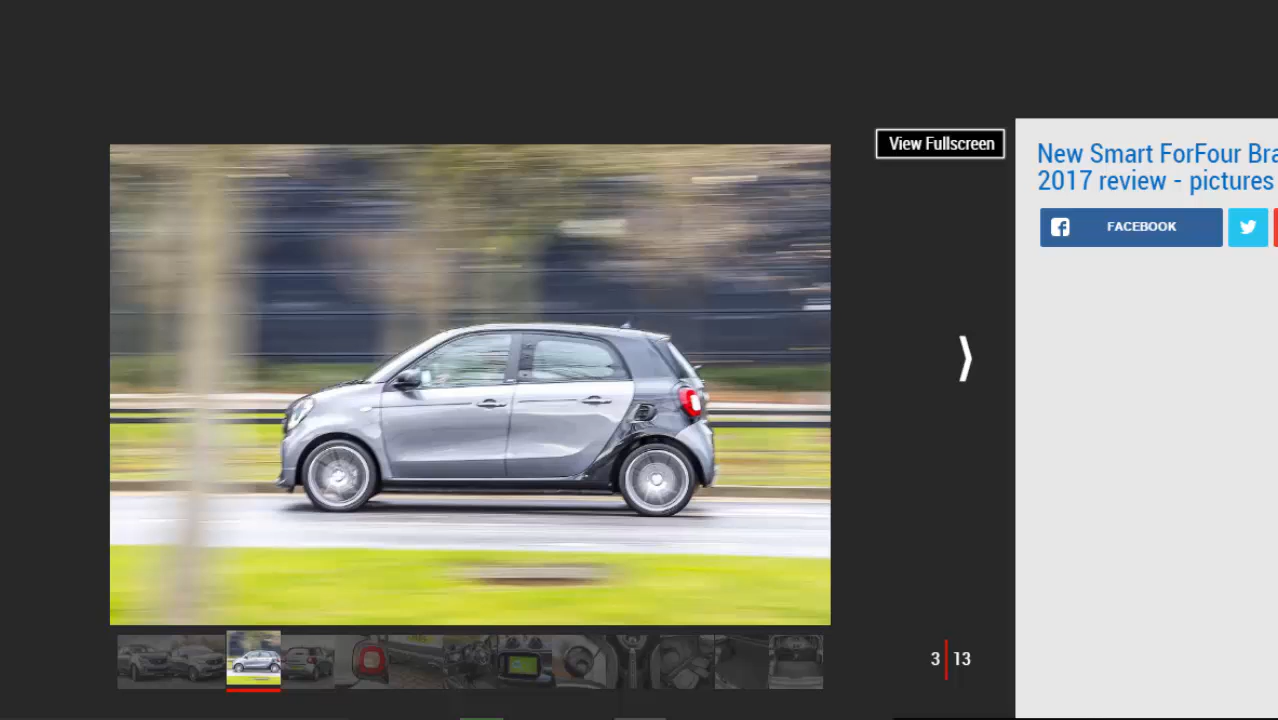 View Fullscreen
New Smart ForFour Bra
2017 review - pictures
FACEBOOK
3 13